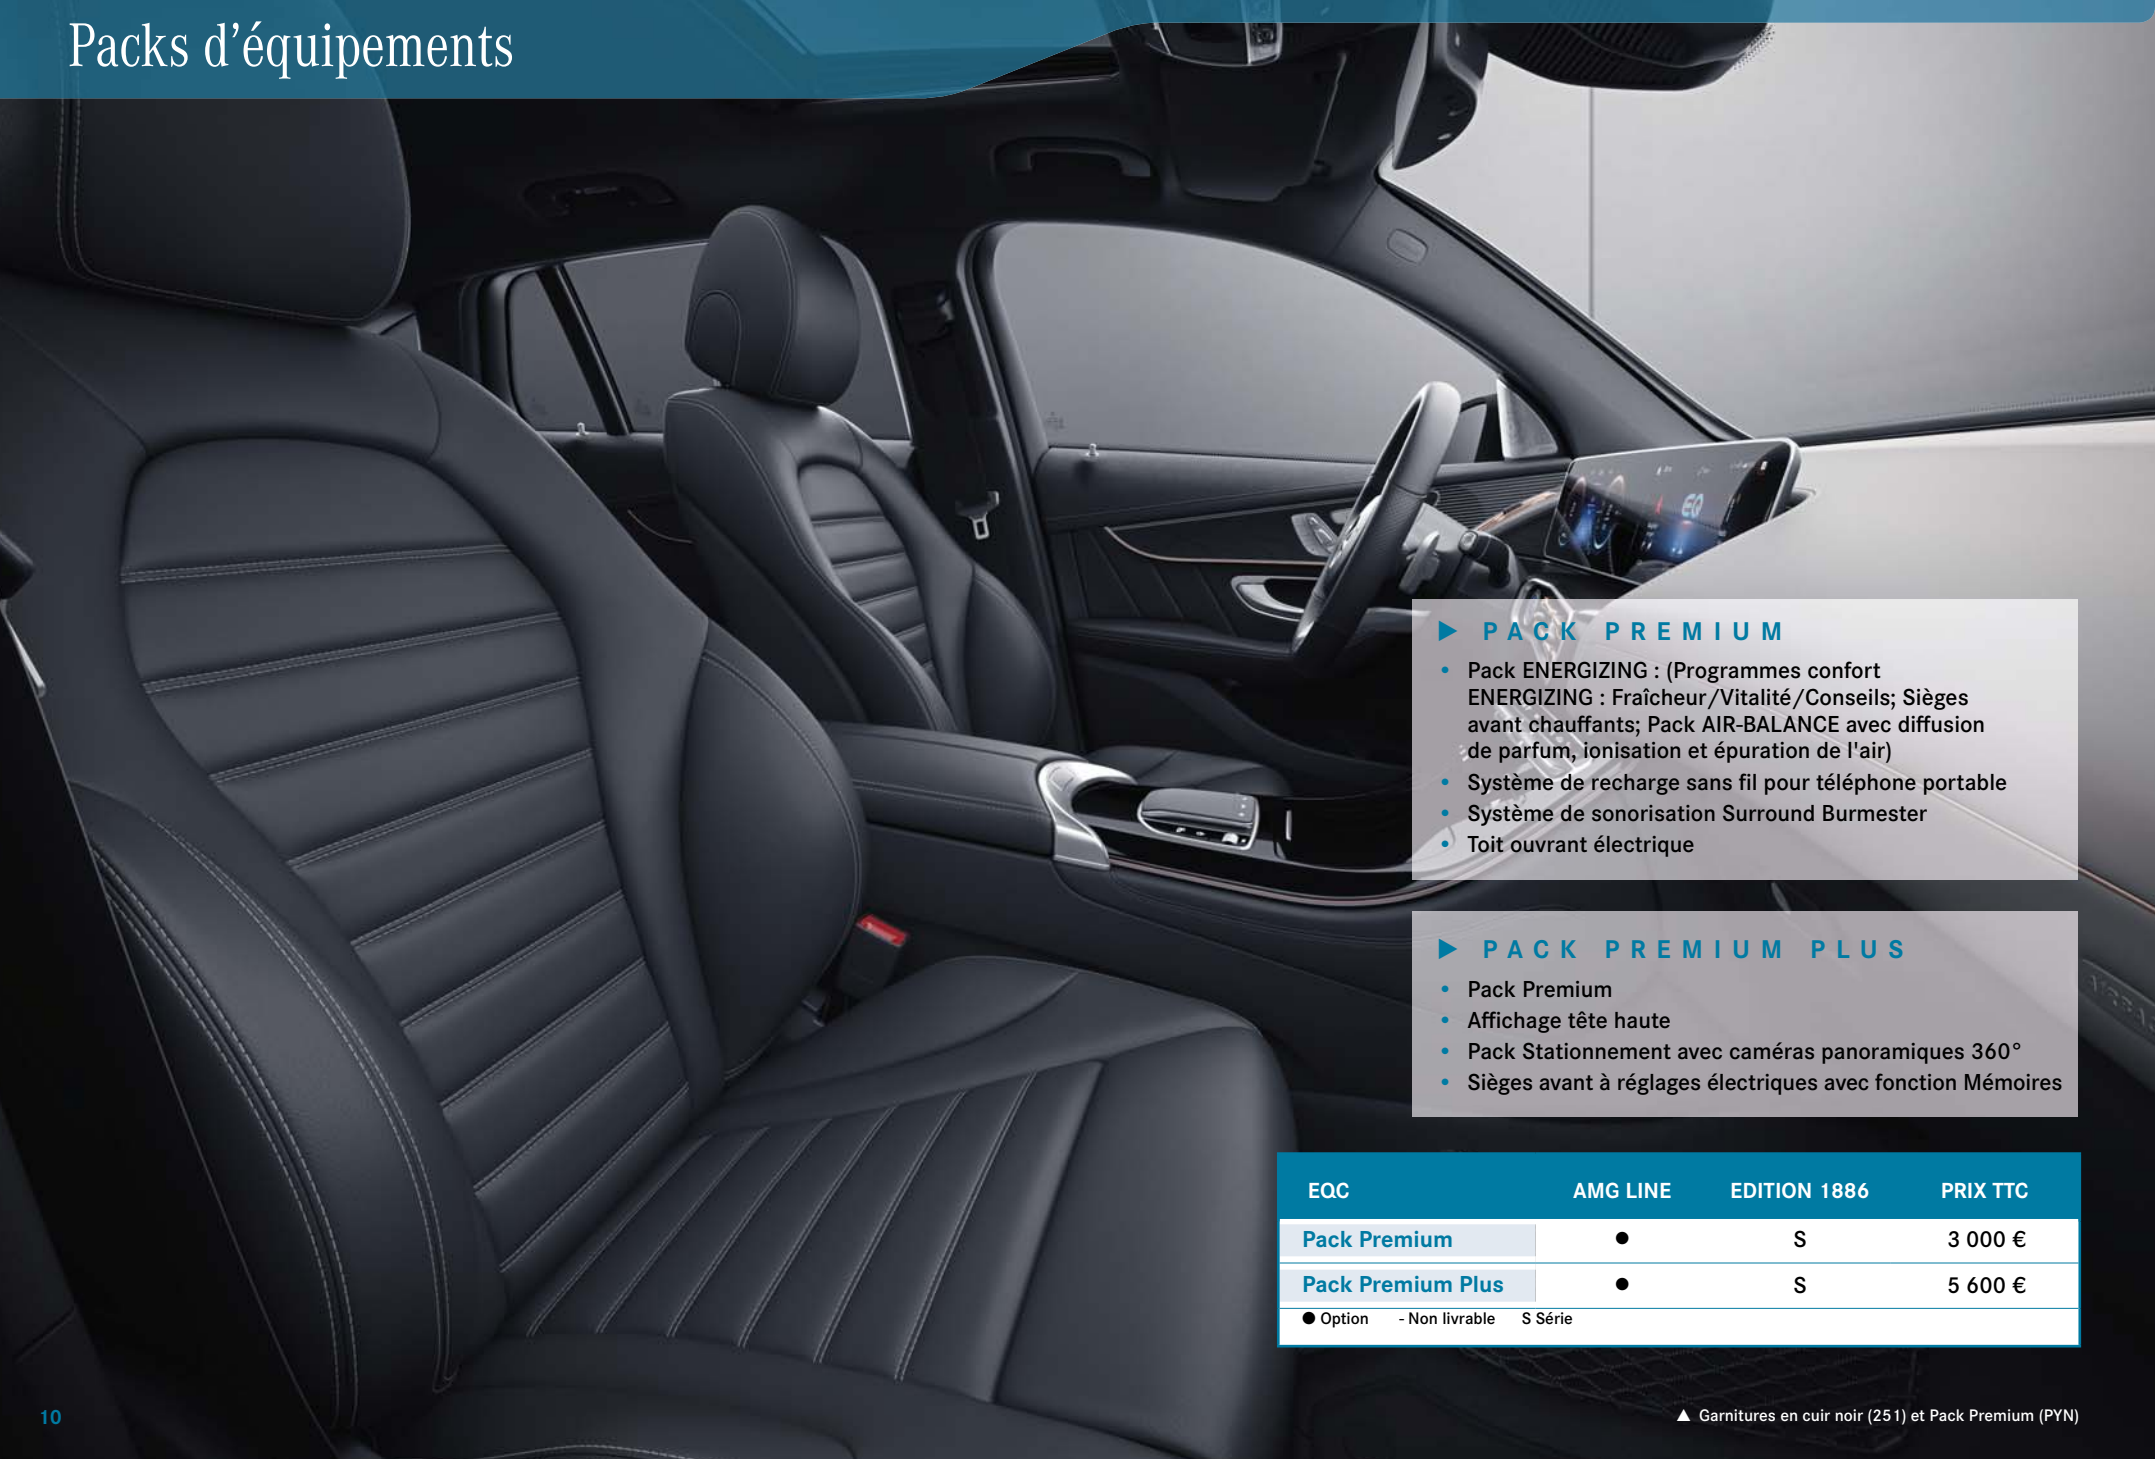 Packs d'équipements
EQ
▶ PACK PREMIUM
• Pack ENERGIZING : (Programmes confort
ENERGIZING : Fraîcheur/Vitalité/Conseils; Sièges
avant chauffants; Pack AIR-BALANCE avec diffusion
de parfum, ionisation et épuration de l'air)
• Système de recharge sans fil pour téléphone portable
• Système de sonorisation Surround Burmester
• Toit ouvrant électrique
▶ PACK PREMIUM PLUS
• Pack Premium
• Affichage tête haute
• Pack Stationnement avec caméras panoramiques 360°
• Sièges avant à réglages électriques avec fonction Mémoires
EQC AMG LINE EDITION 1886 PRIX TTC
Pack Premium ● S 3 000 €
Pack Premium Plus ● S 5 600 €
● Option - Non livrable S Série
10
▲ Garnitures en cuir noir (251) et Pack Premium (PYN)